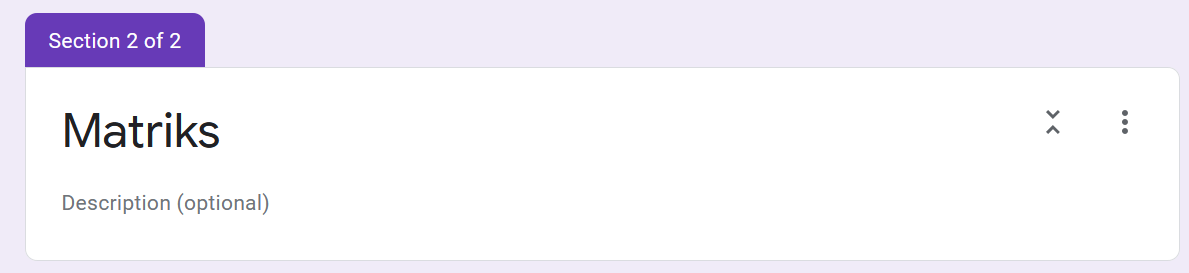 Section 2 of 2
Matriks
Description (optional)